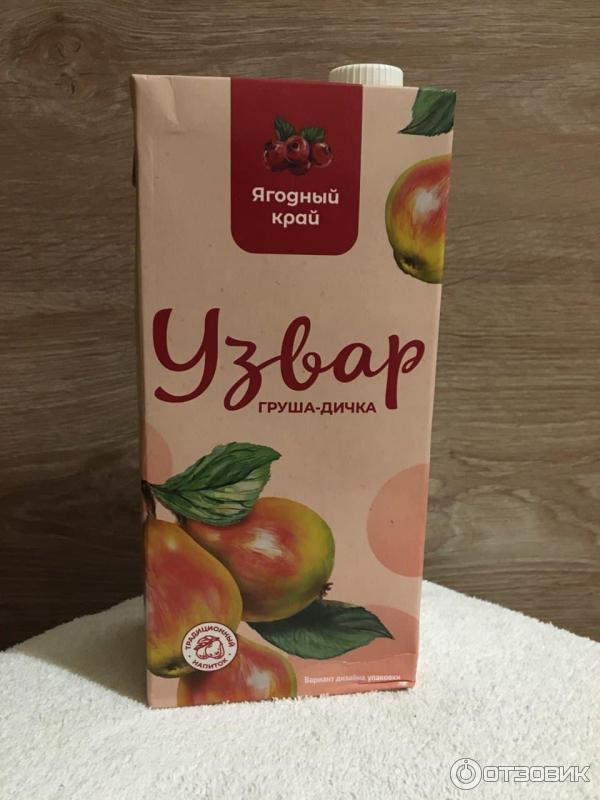 Ягодный
край
Узвар
ГРУША-ДИЧКА
ТРАДИЦИОННЫЙ
НАПИТОК
Вариант дизайна упаковки
ОТЗОВИК